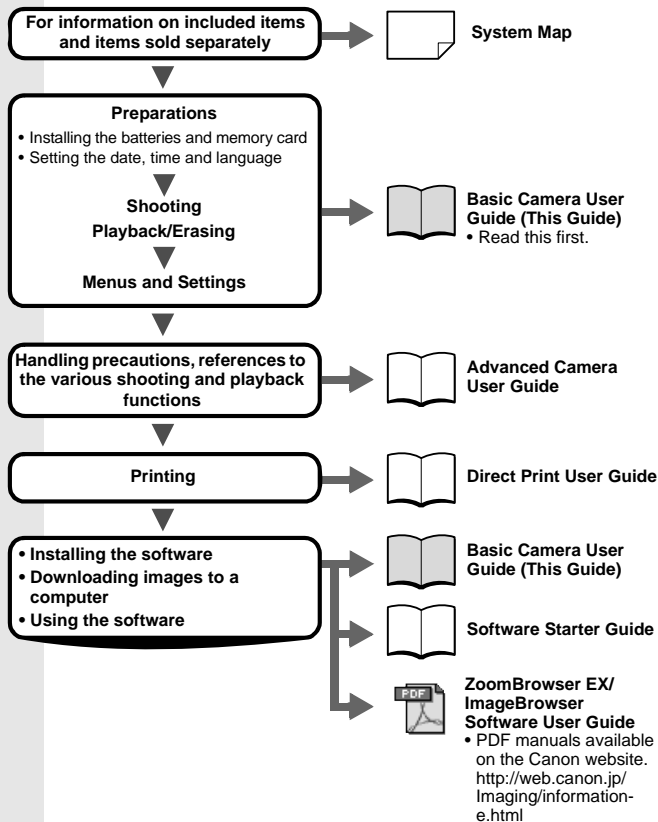 For information on included items
and items sold separately
System Map
Preparations
• Installing the batteries and memory card
• Setting the date, time and language
Shooting
Playback/Erasing
Menus and Settings
Basic Camera User
Guide (This Guide)
• Read this first.
Handling precautions, references to
the various shooting and playback
functions
Advanced Camera
User Guide
Printing
Direct Print User Guide
• Installing the software
• Downloading images to a
computer
• Using the software
Basic Camera User
Guide (This Guide)
Software Starter Guide
PDF
ZoomBrowser EX/
ImageBrowser
Software User Guide
• PDF manuals available
on the Canon website.
http://web.canon.jp/
Imaging/information-
e.html